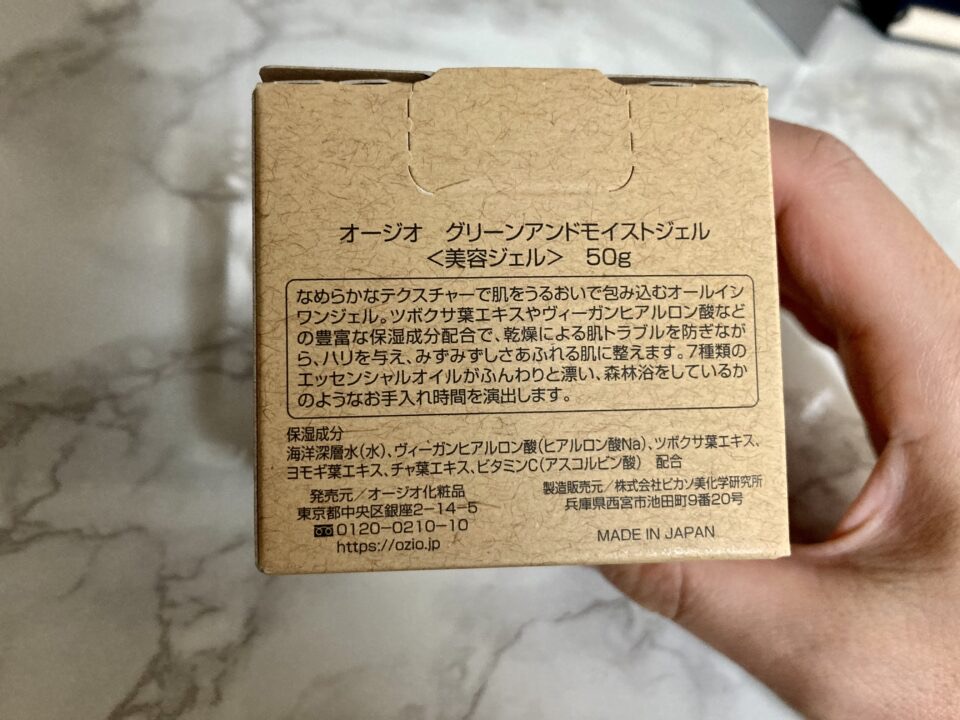 オージオ　グリーンアンドモイストジェル
＜美容ジェル＞　50g
なめらかなテクスチャーで肌をうるおいで包み込むオールイン
ワンジェル。ツボクサ葉エキスやヴィーガンヒアルロン酸など
の豊富な保湿成分配合で、乾燥による肌トラブルを防ぎなが
ら、ハリを与え、みずみずしさあふれる肌に整えます。7種類の
エッセンシャルオイルがふんわりと漂い、森林浴をしているか
のようなお手入れ時間を演出します。
保湿成分
海洋深層水（水）、ヴィーガンヒアルロン酸（ヒアルロン酸Na）、ツボクサ葉エキス、
ヨモギ葉エキス、チャ葉エキス、ビタミンC（アスコルビン酸）　配合
発売元／オージオ化粧品
東京都中央区銀座2-14-5
0120-0210-10
https://ozio.jp
製造販売元／株式会社ピカソ美化学研究所
兵庫県西宮市池田町9番20号
MADE IN JAPAN